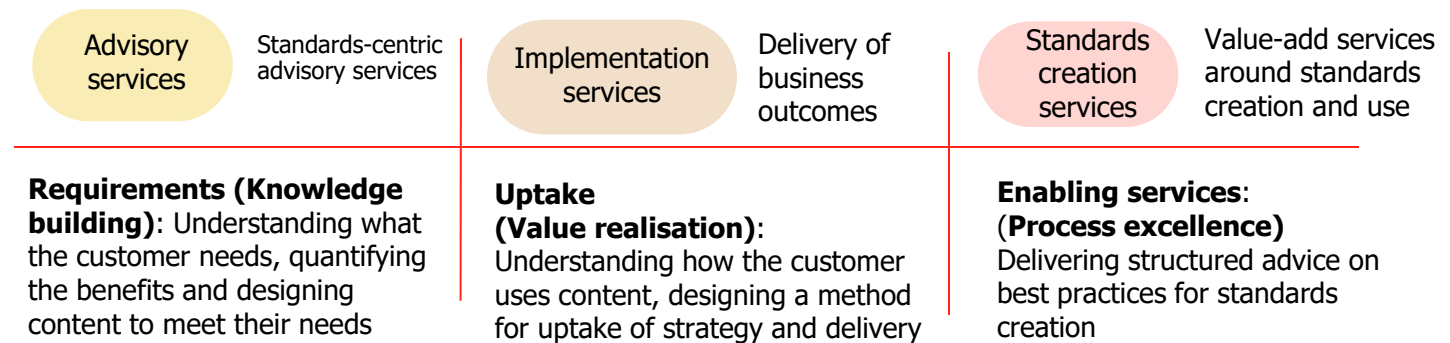 Advisory
services
Standards-centric
advisory services
Implementation
services
Delivery of
business
outcomes
Standards
creation
services
Value-add services
around standards
creation and use
Requirements (Knowledge
building): Understanding what
the customer needs, quantifying
the benefits and designing
content to meet their needs
Uptake
(Value realisation):
Understanding how the customer
uses content, designing a method
for uptake of strategy and delivery
Enabling services:
(Process excellence)
Delivering structured advice on
best practices for standards
creation